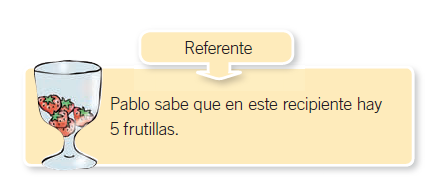 Referente
Pablo sabe que en este recipiente hay
5 frutillas.